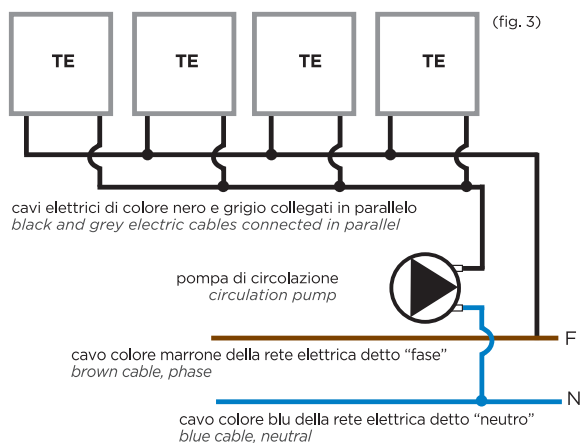 (fig. 3)
TE TE TE TE
cavi elettrici di colore nero e grigio collegati in parallelo
black and grey electric cables connected in parallel
pompa di circolazione
circulation pump
F
cavo colore marrone della rete elettrica detto “fase”
brown cable, phase
N
cavo colore blu della rete elettrica detto “neutro”
blue cable, neutral